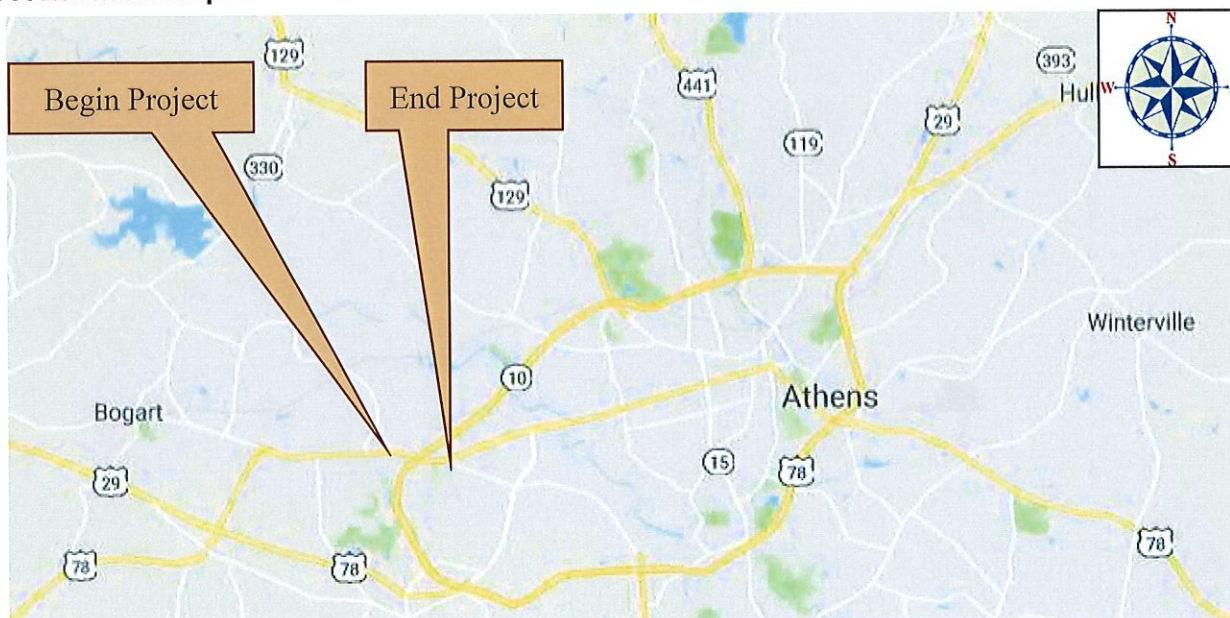 N
W
S
129
393
Begin Project
End Project
441
Hull
29
119
330
129
Winterville
10
Athens
Bogart
15
29
78
78
78
78